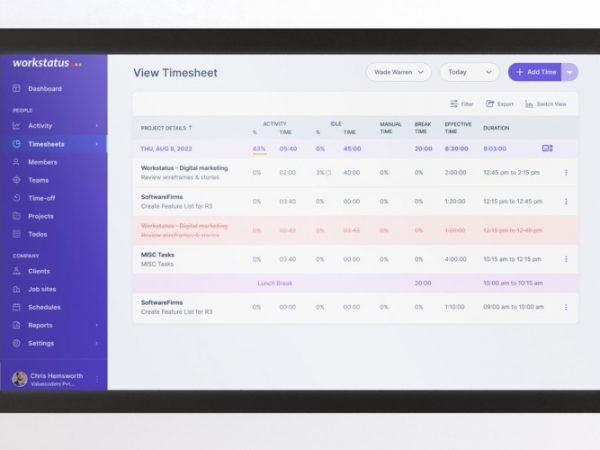 workstatus
Dashboard
PEOPLE
Activity
Timesheets
Members
Teams
Time-off
Projects
Todos
COMPANY
Clients
Job sites
Schedules
Reports
Settings
Chris Hemsworth
Valuecoders Pvt...
View Timesheet
Wade Warren
Today
+ Add Time
Filter
Export
Switch View
PROJECT DETAILS ↑ ACTIVITY % TIME IDLE % TIME MANUAL TIME BREAK TIME EFFECTIVE TIME DURATION
THU, AUG 8, 2022 43% 05:40 6% 45:00 20:00 8:30:00 9:03:00
Workstatus - Digital marketing
Review wireframes & stories
0% 02:00 3% 40:00 0% 0% 2:00:00 12:45 pm to 2:15 pm
SoftwareFirms
Create Feature List for R3
0% 03:40 0% 00:00 0% 0% 1:20:00 12:15 pm to 12:45 pm
Workstatus - Digital marketing
Review wireframes & stories
0% 02:43 0% 03:43 0% 0% 1:00:00 12:15 pm to 12:45 pm
MISC Tasks
MISC Tasks
0% 03:40 0% 00:00 0% 0% 4:00:00 10:15 am to 12:15 pm
Lunch Break 20:00 10:00 am to 10:15 am
SoftwareFirms
Create Feature List for R3
0% 00:00 0% 00:00 0% 0% 1:10:00 09:00 am to 10:00 am